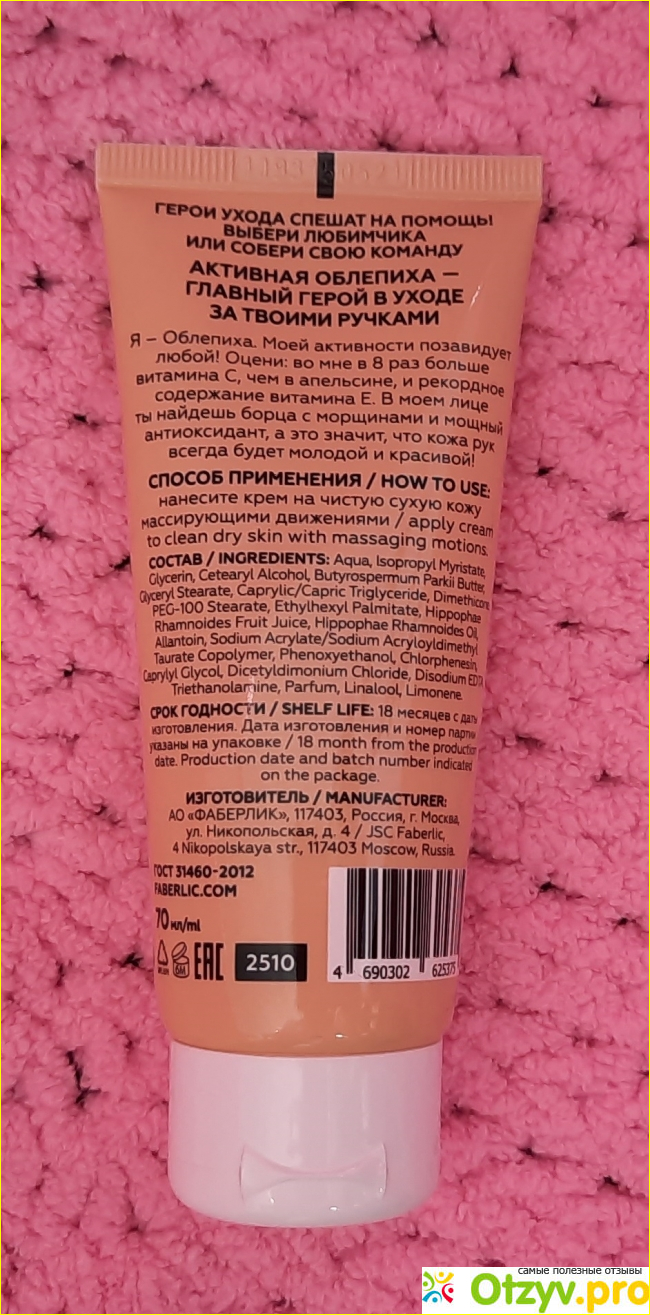 ГЕРОИ УХОДА СПЕШАТ НА ПОМОЩЬ!
ВЫБЕРИ ЛЮБИМЧИКА
ИЛИ СОБЕРИ СВОЮ КОМАНДУ
АКТИВНАЯ ОБЛЕПИХА —
ГЛАВНЫЙ ГЕРОЙ В УХОДЕ
ЗА ТВОИМИ РУЧКАМИ
Я – Облепиха. Моей активности позавидует
любой! Оцени: во мне в 8 раз больше
витамина С, чем в апельсине, и рекордное
содержание витамина Е. В моем лице
ты найдешь борца с морщинами и мощный
антиоксидант, а это значит, что кожа рук
всегда будет молодой и красивой!
СПОСОБ ПРИМЕНЕНИЯ / HOW TO USE:
нанесите крем на чистую сухую кожу
массирующими движениями / apply cream
to clean dry skin with massaging motions.
СОСТАВ / INGREDIENTS: Aqua, Isopropyl Myristate,
Glycerin, Cetearyl Alcohol, Butyrospermum Parkii Butter,
Glyceryl Stearate, Caprylic/Capric Triglyceride, Dimethicone,
PEG-100 Stearate, Ethylhexyl Palmitate, Hippophae
Rhamnoides Fruit Juice, Hippophae Rhamnoides Oil,
Allantoin, Sodium Acrylate/Sodium Acryloyldimethyl
Taurate Copolymer, Phenoxyethanol, Chlorphenesin,
Caprylyl Glycol, Dicetyldimonium Chloride, Disodium EDTA,
Triethanolamine, Parfum, Linalool, Limonene.
СРОК ГОДНОСТИ / SHELF LIFE: 18 месяцев с даты
изготовления. Дата изготовления и номер партии
указаны на упаковке / 18 month from the production
date. Production date and batch number indicated
on the package.
ИЗГОТОВИТЕЛЬ / MANUFACTURER:
АО «ФАБЕРЛИК», 117403, Россия, г. Москва,
ул. Никопольская, д. 4 / JSC Faberlic,
4 Nikopolskaya str., 117403 Moscow, Russia.
ГОСТ 31460-2012
FABERLIC.COM
70 мл/ml
6M EAC 2510
4 690302 625375
самые полезные отзывы
Otzyv.pro